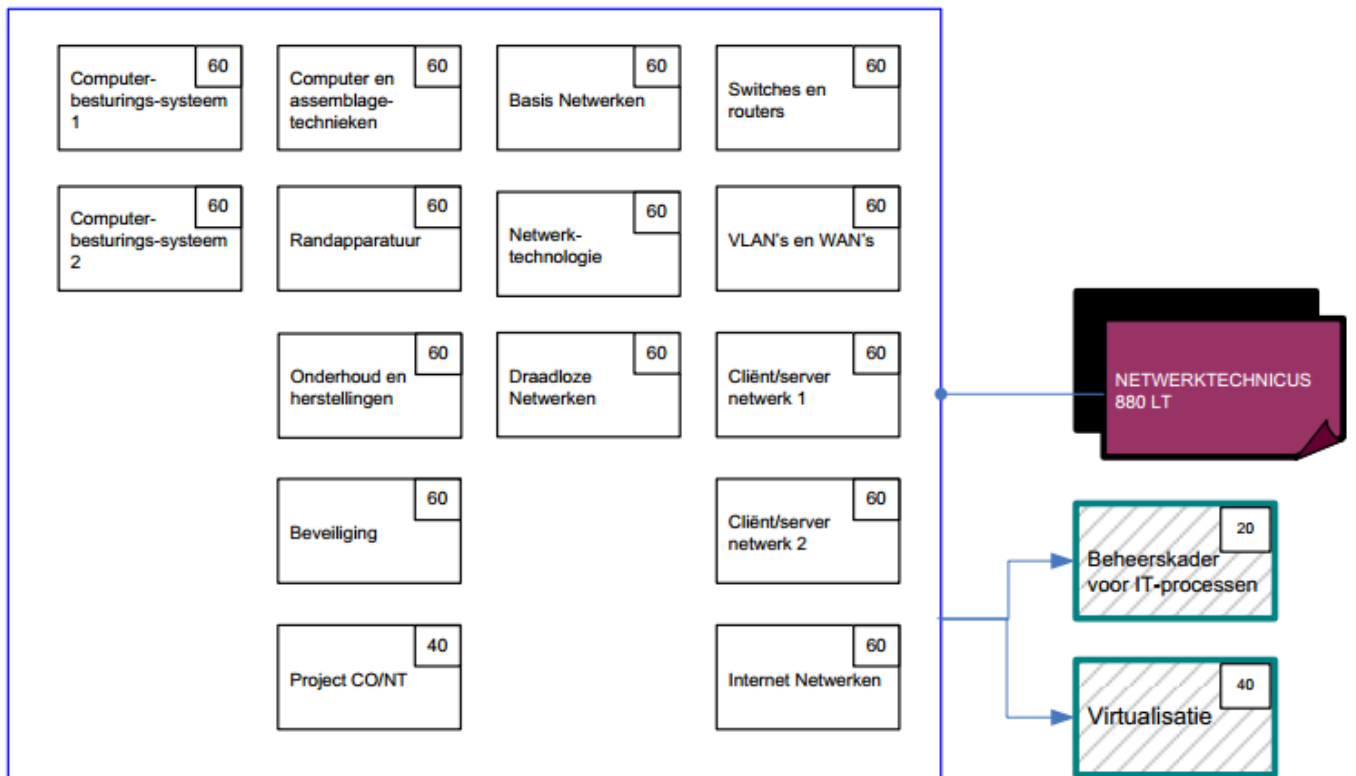 60
Computer-
besturings-systeem
1
60
Computer en
assemblage-
technieken
60
Basis Netwerken
60
Switches en
routers
60
Computer-
besturings-systeem
2
60
Randapparatuur
60
Netwerk-
technologie
60
VLAN's en WAN's
60
Onderhoud en
herstellingen
60
Draadloze
Netwerken
60
Cliënt/server
netwerk 1
NETWERKTECHNICUS
880 LT
60
Beveiliging
60
Cliënt/server
netwerk 2
20
Beheerskader
voor IT-processen
40
Project CO/NT
60
Internet Netwerken
40
Virtualisatie